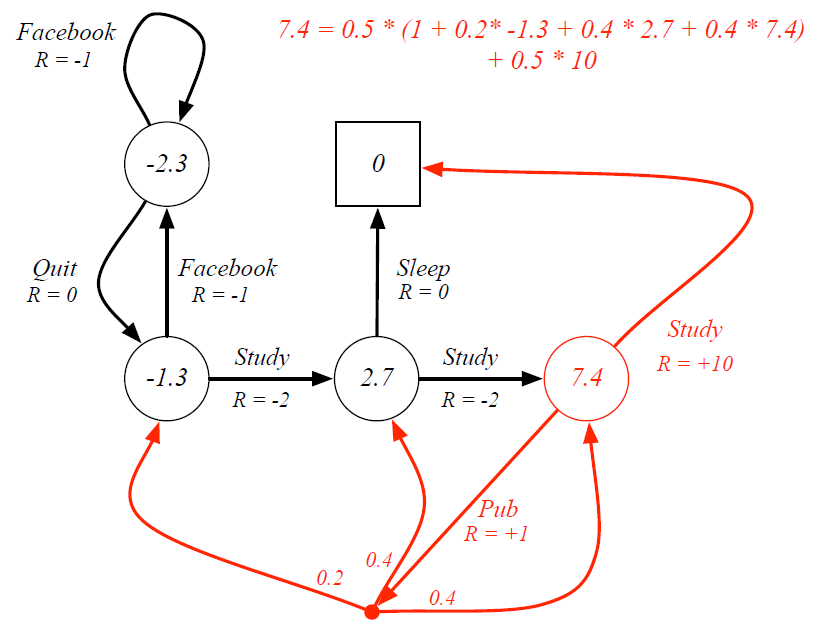 Facebook
R = -1
7.4 = 0.5 * (1 + 0.2* -1.3 + 0.4 * 2.7 + 0.4 * 7.4)
+ 0.5 * 10
-2.3
0
Quit
R = 0
Facebook
R = -1
Sleep
R = 0
Study
R = +10
-1.3
Study
R = -2
2.7
Study
R = -2
7.4
Pub
R = +1
0.2
0.4
0.4